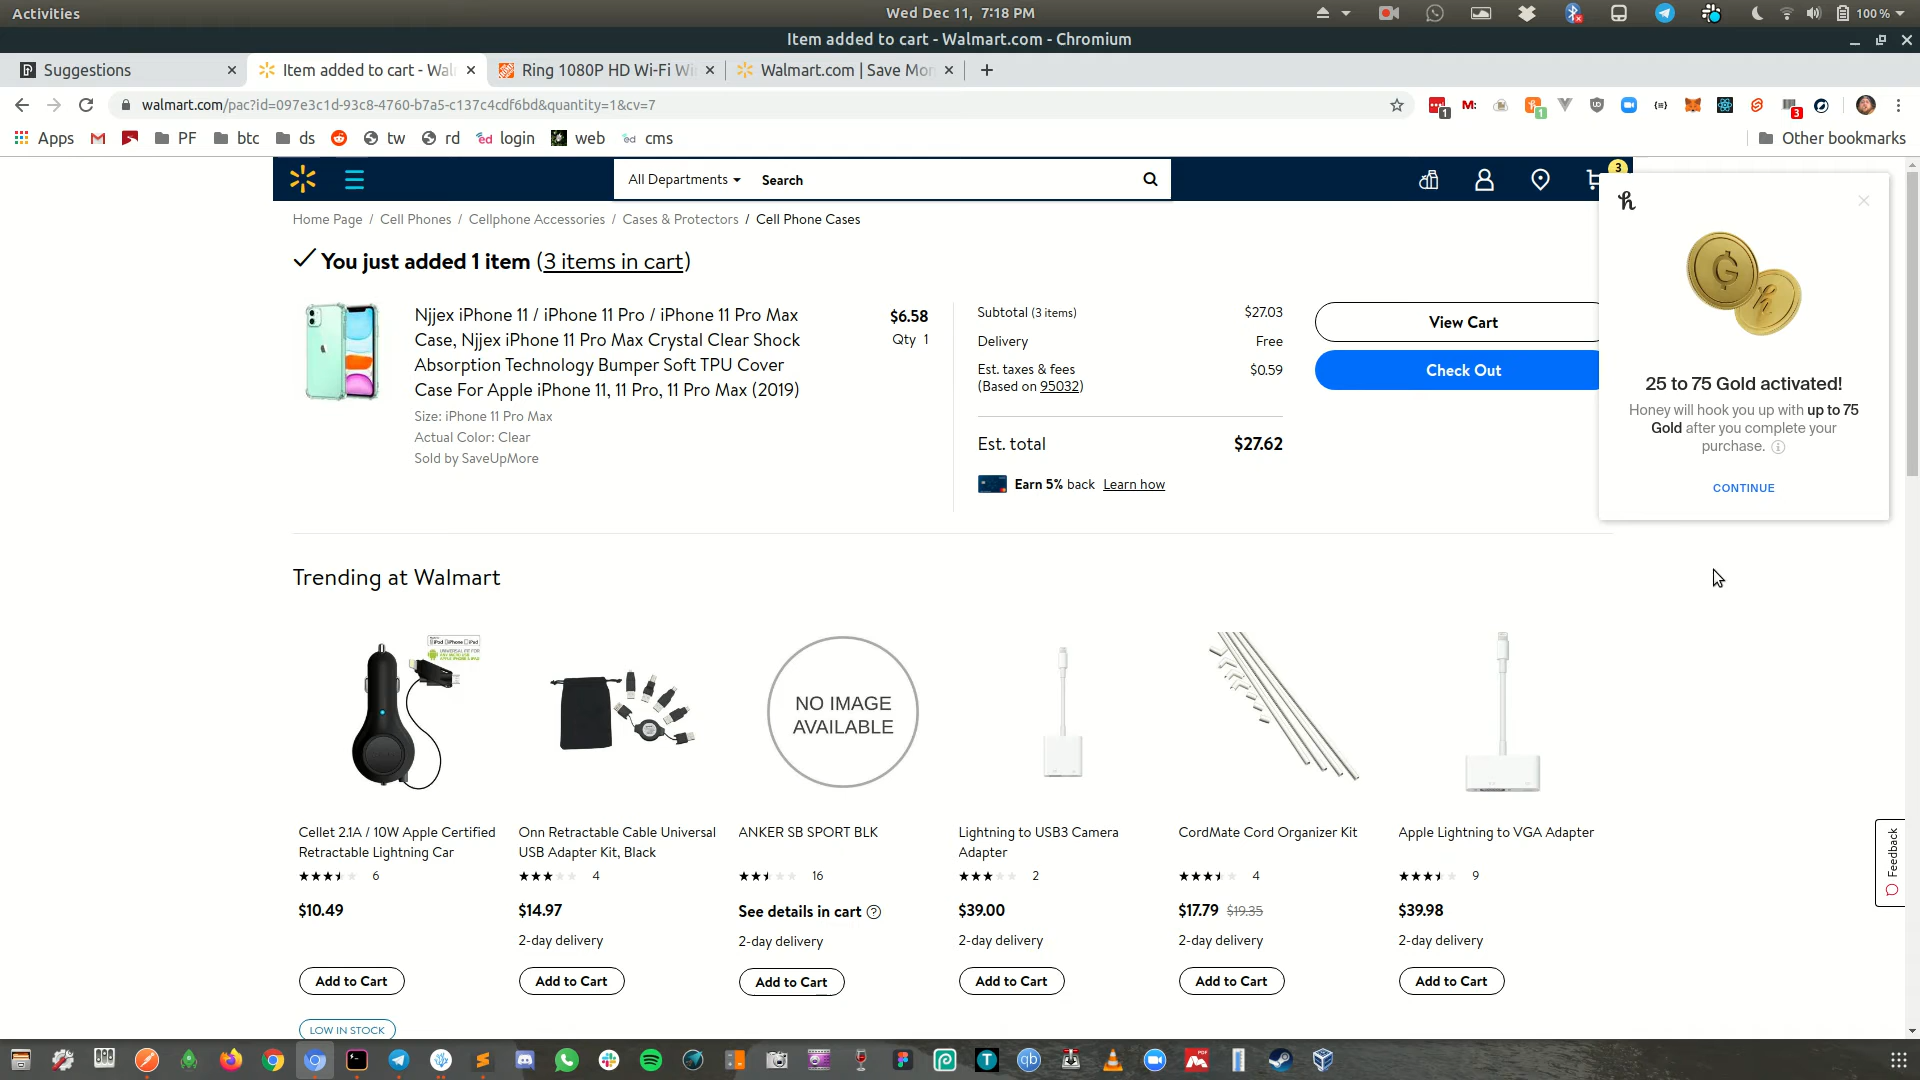 Activities
Wed Dec 11, 7:18 PM
100 %
Item added to cart - Walmart.com - Chromium
Suggestions
Item added to cart - Wal
Ring 1080P HD Wi-Fi Wi
Walmart.com | Save Mon
walmart.com/pac?id=097e3c1d-93c8-4760-b7a5-c137c4cdf6bd&quantity=1&cv=7
1
M:
1
3
Apps
PF
btc
ds
tw
rd
ed login
web
ed cms
Other bookmarks
All Departments
Search
3
Home Page / Cell Phones / Cellphone Accessories / Cases & Protectors / Cell Phone Cases
You just added 1 item (3 items in cart)
Njjex iPhone 11 / iPhone 11 Pro / iPhone 11 Pro Max
Case, Njjex iPhone 11 Pro Max Crystal Clear Shock
Absorption Technology Bumper Soft TPU Cover
Case For Apple iPhone 11, 11 Pro, 11 Pro Max (2019)
Size: iPhone 11 Pro Max
Actual Color: Clear
Sold by SaveUpMore
$6.58
Qty 1
Subtotal (3 items) $27.03
Delivery Free
Est. taxes & fees $0.59
(Based on 95032)
Est. total $27.62
Earn 5% back Learn how
View Cart
Check Out
h
25 to 75 Gold activated!
Honey will hook you up with up to 75
Gold after you complete your
purchase.
CONTINUE
Trending at Walmart
NO IMAGE
AVAILABLE
Cellet 2.1A / 10W Apple Certified
Retractable Lightning Car
6
$10.49
Add to Cart
LOW IN STOCK
Onn Retractable Cable Universal
USB Adapter Kit, Black
4
$14.97
2-day delivery
Add to Cart
ANKER SB SPORT BLK
16
See details in cart
2-day delivery
Add to Cart
Lightning to USB3 Camera
Adapter
2
$39.00
2-day delivery
Add to Cart
CordMate Cord Organizer Kit
4
$17.79 $19.35
2-day delivery
Add to Cart
Apple Lightning to VGA Adapter
9
$39.98
2-day delivery
Add to Cart
Feedback